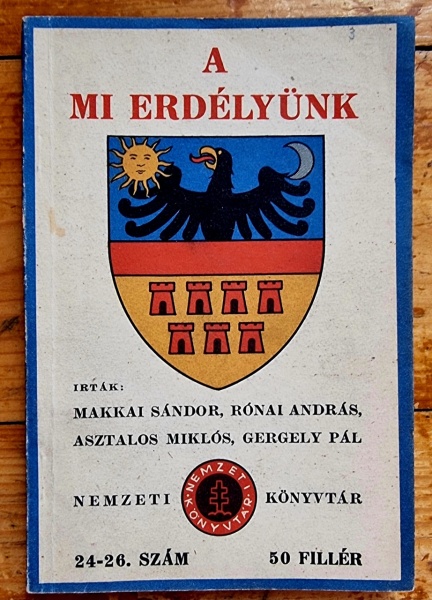 3
A
MI ERDÉLYÜNK
IRTÁK:
MAKKAI SÁNDOR, RÓNAI ANDRÁS,
ASZTALOS MIKLÓS, GERGELY PÁL
NEMZETI KÖNYVTÁR
NEMZETI · KÖNYVTÁR ·
24-26. SZÁM 50 FILLÉR